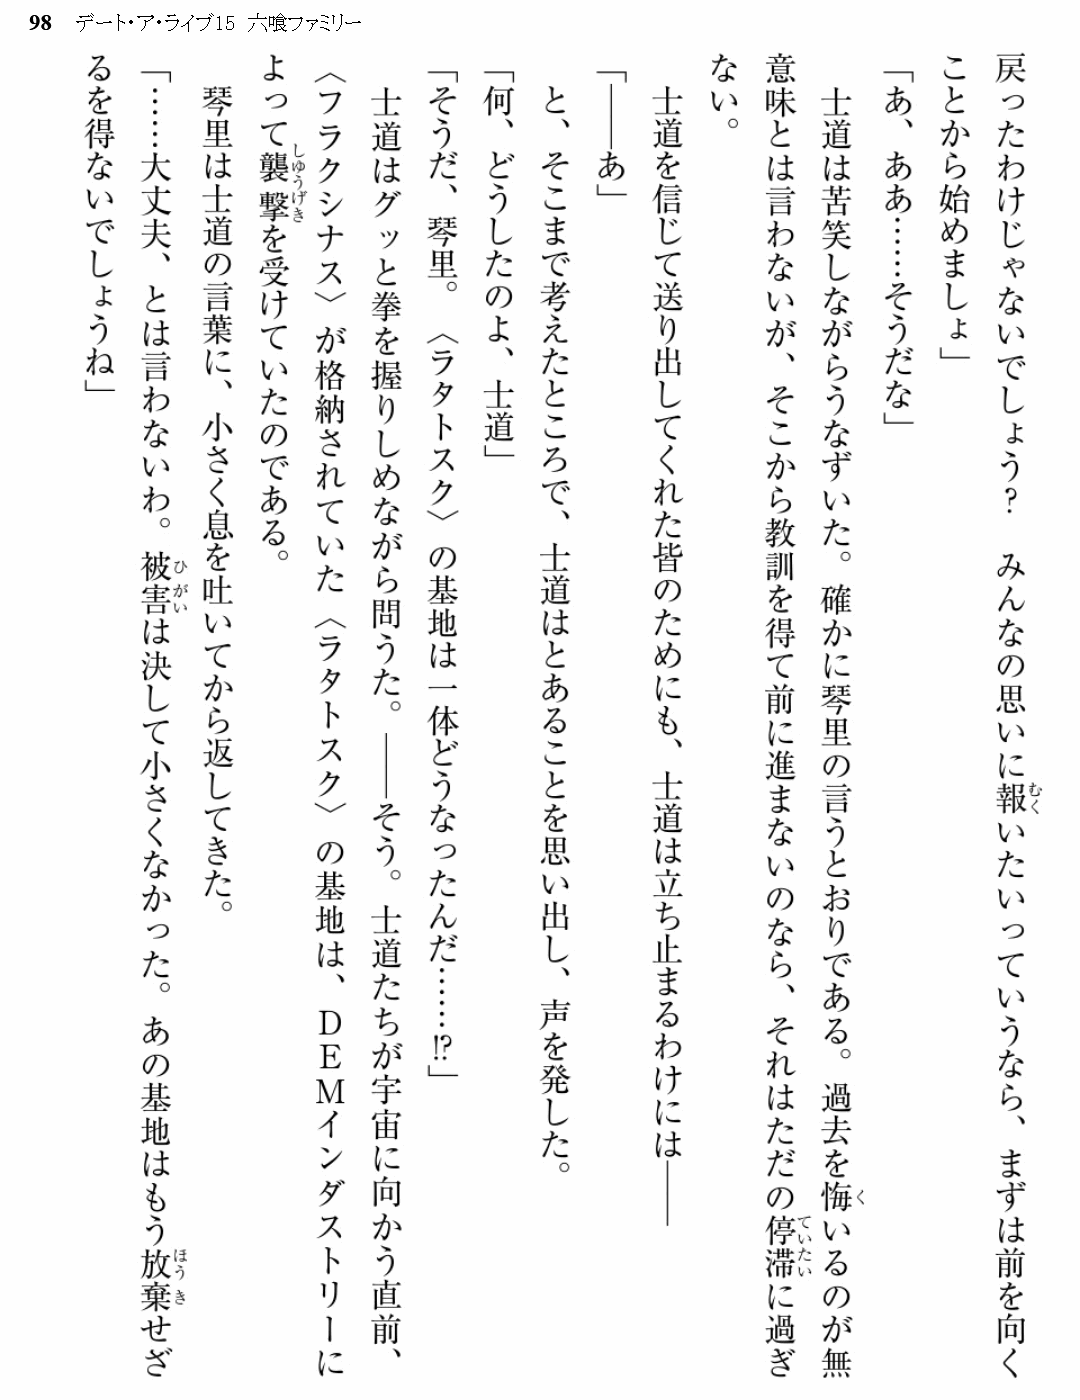 98 デート・ア・ライブ15 六喰ファミリー
戻ったわけじゃないでしょう？　みんなの思いに報いたいっていうなら、まずは前を向く
ことから始めましょ」
「あ、ああ……そうだな」
　士道は苦笑しながらうなずいた。確かに琴里の言うとおりである。過去を悔いるのが無
意味とは言わないが、そこから教訓を得て前に進まないのなら、それはただの停滞に過ぎ
ない。
　士道を信じて送り出してくれた皆のためにも、士道は立ち止まるわけには――
「――あ」
　と、そこまで考えたところで、士道はとあることを思い出し、声を発した。
「何、どうしたのよ、士道」
「そうだ、琴里。〈ラタトスク〉の基地は一体どうなったんだ……!?」
　士道はグッと拳を握りしめながら問うた。――そう。士道たちが宇宙に向かう直前、
〈フラクシナス〉が格納されていた〈ラタトスク〉の基地は、ＤＥＭインダストリーに
よって襲撃を受けていたのである。
　琴里は士道の言葉に、小さく息を吐いてから返してきた。
「……大丈夫、とは言わないわ。被害は決して小さくなかった。あの基地はもう放棄せざ
るを得ないでしょうね」
むく
く
ていたい
しゆうげき
ひがい
ほうき